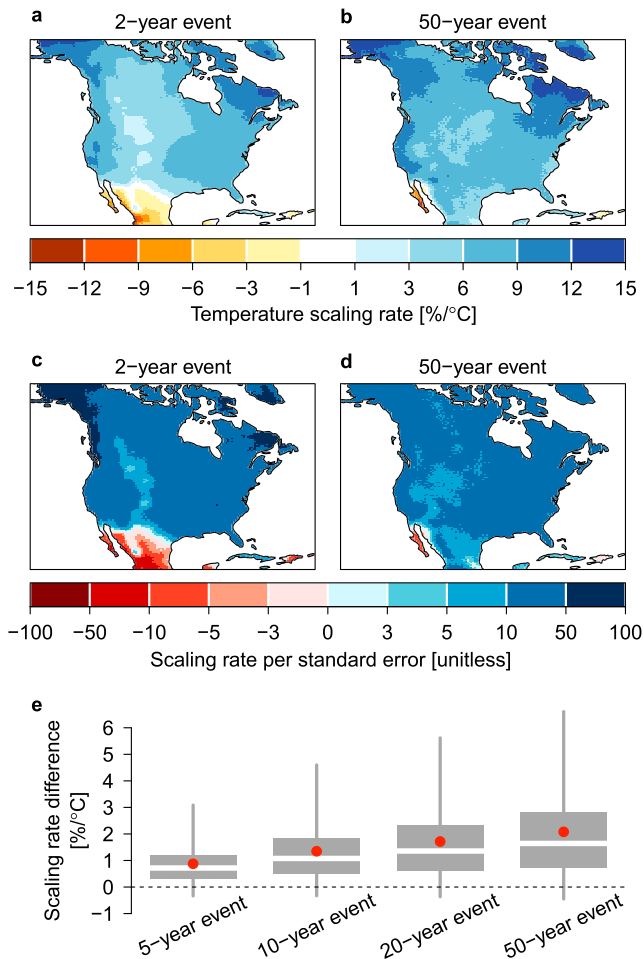 a 2−year event
b 50−year event
−15 −12 −9 −6 −3 −1 1 3 6 9 12 15
Temperature scaling rate [%/°C]
c 2−year event
d 50−year event
−100 −50 −10 −5 −3 0 3 5 10 50 100
Scaling rate per standard error [unitless]
e
Scaling rate difference
[%/°C]
6
5
4
3
2
1
0
−1
5−year event
10−year event
20−year event
50−year event